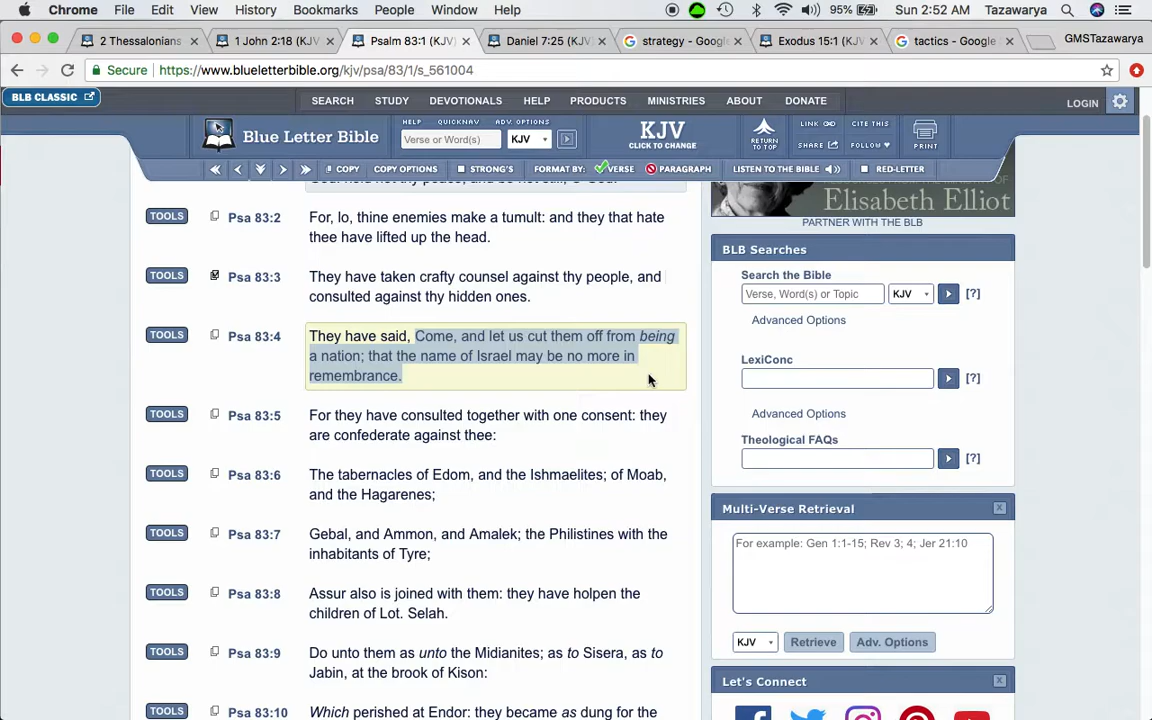 Chrome File Edit View History Bookmarks People Window Help 95% Sun 2:52 AM Tazawarya
2 Thessalonians 1 John 2:18 (KJV) Psalm 83:1 (KJV) Daniel 7:25 (KJV) strategy - Google Exodus 15:1 (KJV tactics - Google GMSTazawarya
Secure https://www.blueletterbible.org/kjv/psa/83/1/s_561004
BLB CLASSIC SEARCH STUDY DEVOTIONALS HELP PRODUCTS MINISTRIES ABOUT DONATE LOGIN
Blue Letter Bible
HELP QUICKNAV ADV. OPTIONS
Verse or Word(s) KJV
KJV
CLICK TO CHANGE
RETURN TO TOP
LINK CITE THIS
SHARE FOLLOW
PRINT
COPY COPY OPTIONS STRONG'S FORMAT BY: VERSE PARAGRAPH LISTEN TO THE BIBLE RED-LETTER
TOOLS Psa 83:2 For, lo, thine enemies make a tumult: and they that hate
thee have lifted up the head.
TOOLS Psa 83:3 They have taken crafty counsel against thy people, and
consulted against thy hidden ones.
TOOLS Psa 83:4 They have said, Come, and let us cut them off from being
a nation; that the name of Israel may be no more in
remembrance.
TOOLS Psa 83:5 For they have consulted together with one consent: they
are confederate against thee:
TOOLS Psa 83:6 The tabernacles of Edom, and the Ishmaelites; of Moab,
and the Hagarenes;
TOOLS Psa 83:7 Gebal, and Ammon, and Amalek; the Philistines with the
inhabitants of Tyre;
TOOLS Psa 83:8 Assur also is joined with them: they have holpen the
children of Lot. Selah.
TOOLS Psa 83:9 Do unto them as unto the Midianites; as to Sisera, as to
Jabin, at the brook of Kison:
TOOLS Psa 83:10 Which perished at Endor: they became as dung for the
Elisabeth Elliot
PARTNER WITH THE BLB
BLB Searches
Search the Bible
Verse, Word(s) or Topic KJV [?]
Advanced Options
LexiConc
[?]
Advanced Options
Theological FAQs
[?]
Multi-Verse Retrieval x
For example: Gen 1:1-15; Rev 3; 4; Jer 21:10
KJV Retrieve Adv. Options
Let's Connect x